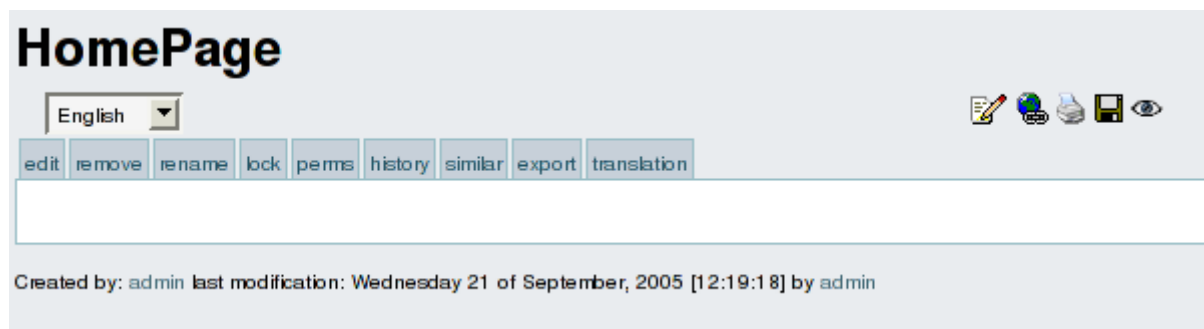 HomePage
English
edit remove rename lock perms history similar export translation
Created by: admin last modification: Wednesday 21 of September, 2005 [12:19:18] by admin